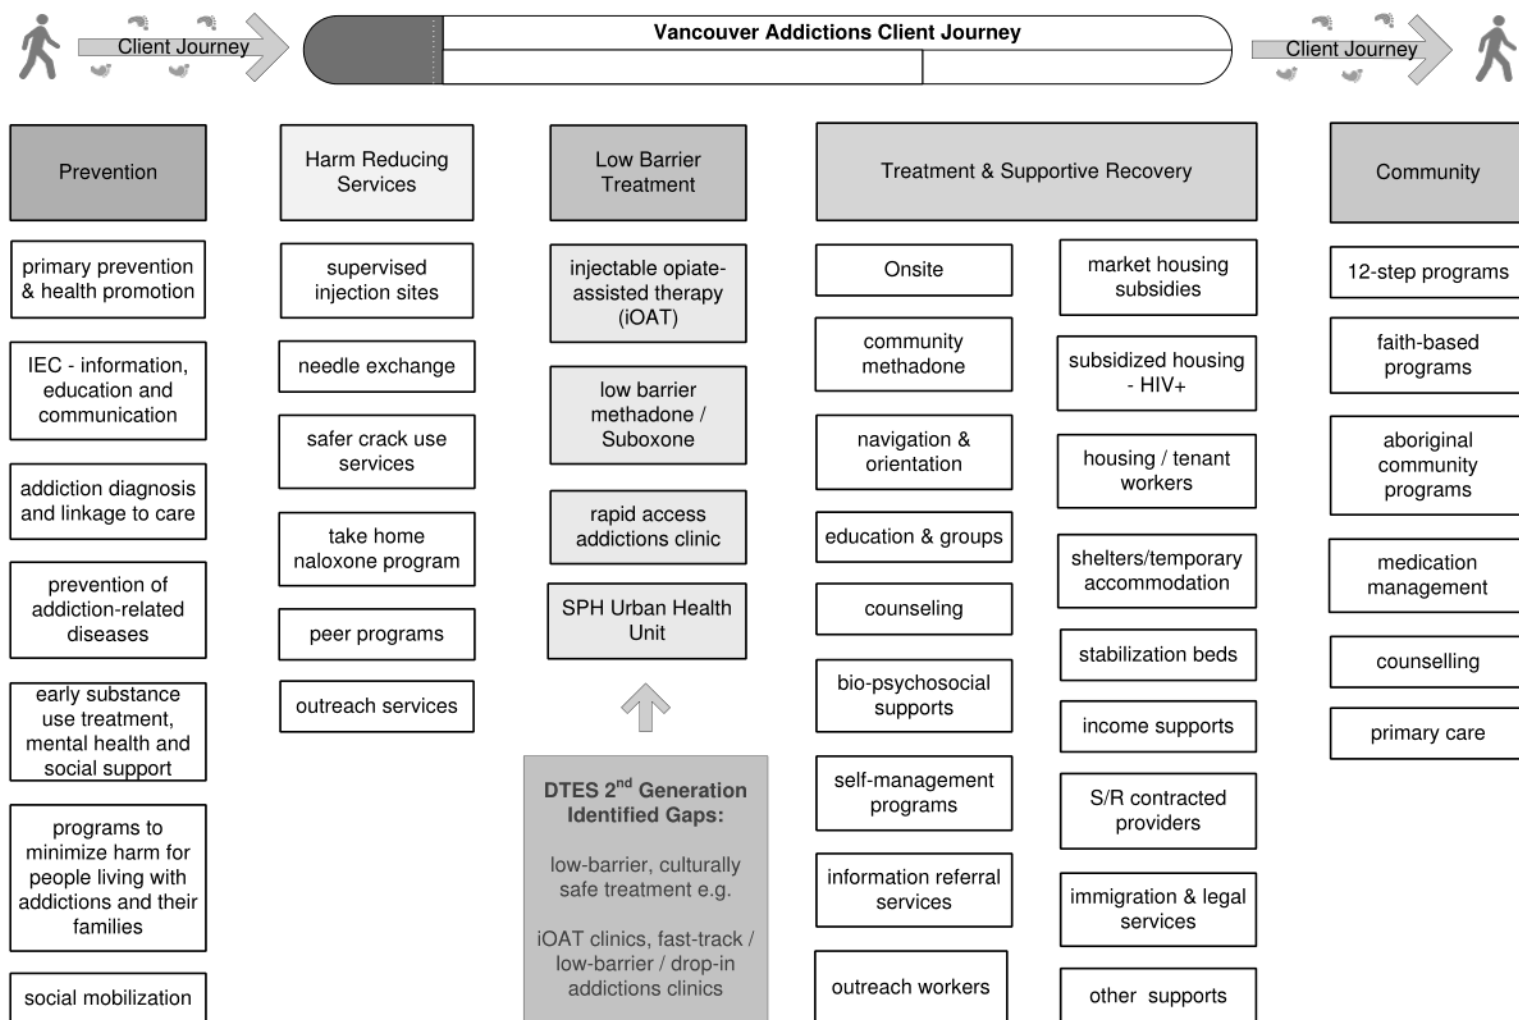 Client Journey
Vancouver Addictions Client Journey
Client Journey
Prevention
primary prevention
& health promotion
IEC - information,
education and
communication
addiction diagnosis
and linkage to care
prevention of
addiction-related
diseases
early substance
use treatment,
mental health and
social support
programs to
minimize harm for
people living with
addictions and their
families
social mobilization
Harm Reducing
Services
supervised
injection sites
needle exchange
safer crack use
services
take home
naloxone program
peer programs
outreach services
Low Barrier
Treatment
injectable opiate-
assisted therapy
(iOAT)
low barrier
methadone /
Suboxone
rapid access
addictions clinic
SPH Urban Health
Unit
DTES 2nd Generation
Identified Gaps:
low-barrier, culturally
safe treatment e.g.
iOAT clinics, fast-track /
low-barrier / drop-in
addictions clinics
Treatment & Supportive Recovery
Onsite
community
methadone
navigation &
orientation
education & groups
counseling
bio-psychosocial
supports
self-management
programs
information referral
services
outreach workers
market housing
subsidies
subsidized housing
- HIV+
housing / tenant
workers
shelters/temporary
accommodation
stabilization beds
income supports
S/R contracted
providers
immigration & legal
services
other supports
Community
12-step programs
faith-based
programs
aboriginal
community
programs
medication
management
counselling
primary care